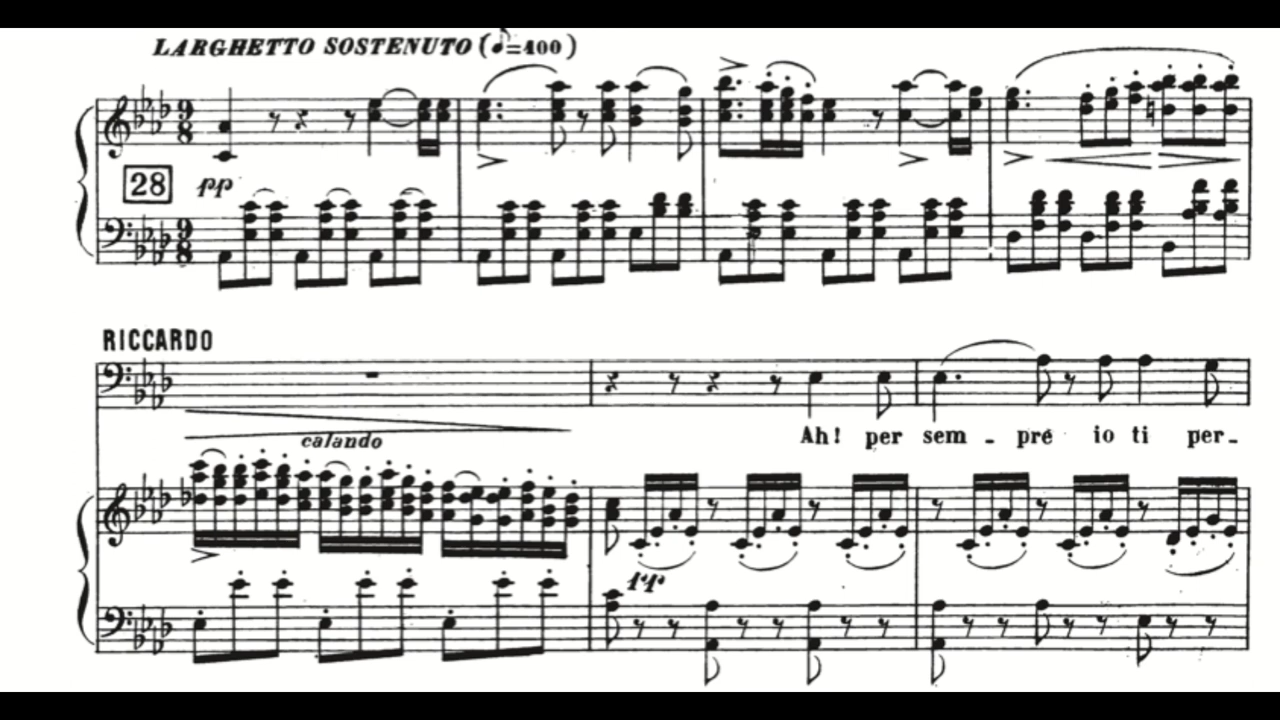 LARGHETTO SOSTENUTO (♪=100)
28
pp
RICCARDO
calando
Ah! per sem - pre io ti per-
pp